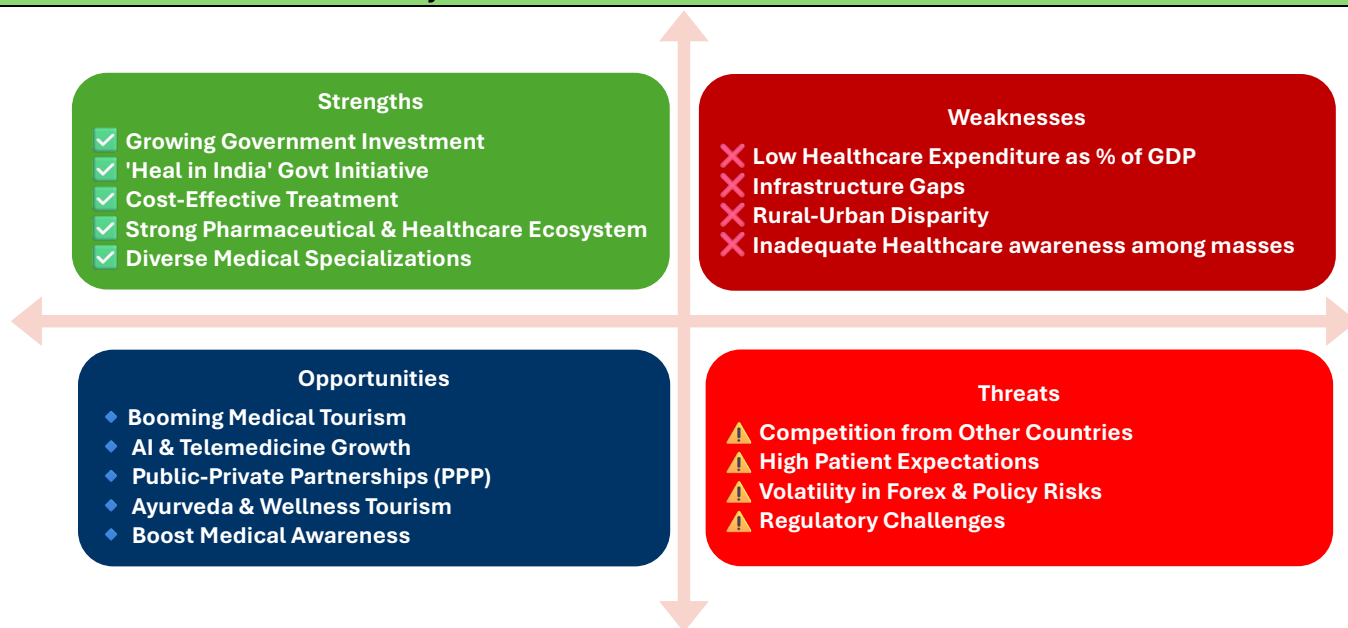 Strengths
✅ Growing Government Investment
✅ 'Heal in India' Govt Initiative
✅ Cost-Effective Treatment
✅ Strong Pharmaceutical & Healthcare Ecosystem
✅ Diverse Medical Specializations
Weaknesses
❌ Low Healthcare Expenditure as % of GDP
❌ Infrastructure Gaps
❌ Rural-Urban Disparity
❌ Inadequate Healthcare awareness among masses
Opportunities
🔹 Booming Medical Tourism
🔹 AI & Telemedicine Growth
🔹 Public-Private Partnerships (PPP)
🔹 Ayurveda & Wellness Tourism
🔹 Boost Medical Awareness
Threats
⚠️ Competition from Other Countries
⚠️ High Patient Expectations
⚠️ Volatility in Forex & Policy Risks
⚠️ Regulatory Challenges